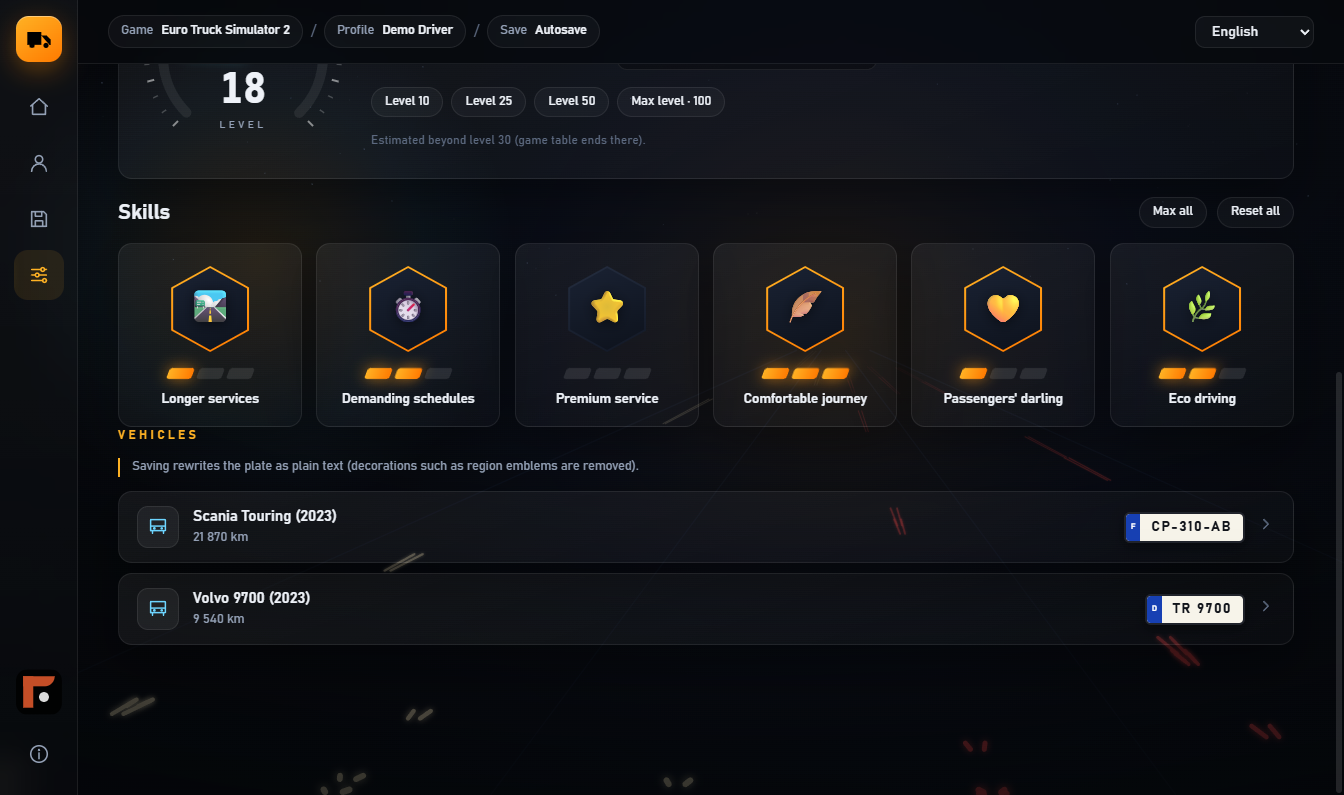 Game Euro Truck Simulator 2 / Profile Demo Driver / Save Autosave English
18
LEVEL
Level 10 Level 25 Level 50 Max level · 100
Estimated beyond level 30 (game table ends there).
Skills Max all Reset all
Longer services Demanding schedules Premium service Comfortable journey Passengers' darling Eco driving
VEHICLES
Saving rewrites the plate as plain text (decorations such as region emblems are removed).
Scania Touring (2023)
21 870 km
F CP-310-AB
Volvo 9700 (2023)
9 540 km
D TR 9700